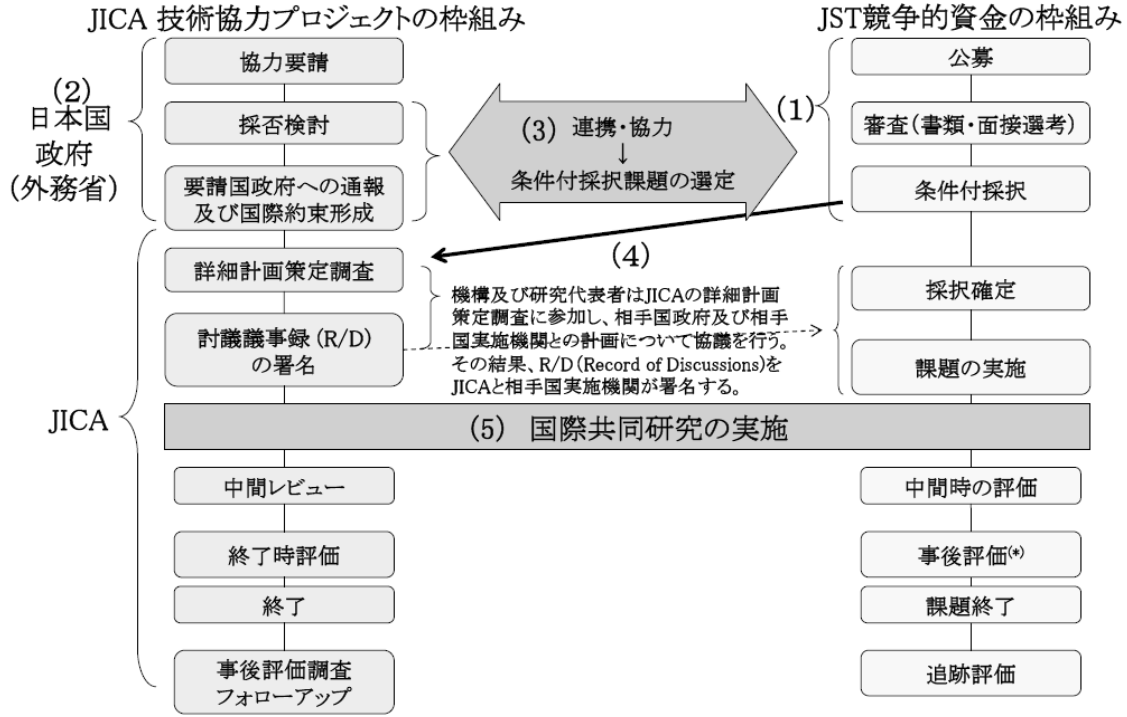 JICA 技術協力プロジェクトの枠組み
JST競争的資金の枠組み
(2)
日本国
政府
(外務省)
協力要請
採否検討
要請国政府への通報
及び国際約束形成
(3) 連携・協力
↓
条件付採択課題の選定
(1)
公募
審査(書類・面接選考)
条件付採択
(4)
JICA
詳細計画策定調査
討議議事録 (R/D)
の署名
機構及び研究代表者はJICAの詳細計画
策定調査に参加し、相手国政府及び相手
国実施機関との計画について協議を行う。
その結果、R/D(Record of Discussions)を
JICAと相手国実施機関が署名する。
採択確定
課題の実施
(5) 国際共同研究の実施
中間レビュー
終了時評価
終了
事後評価調査
フォローアップ
中間時の評価
事後評価(*)
課題終了
追跡評価